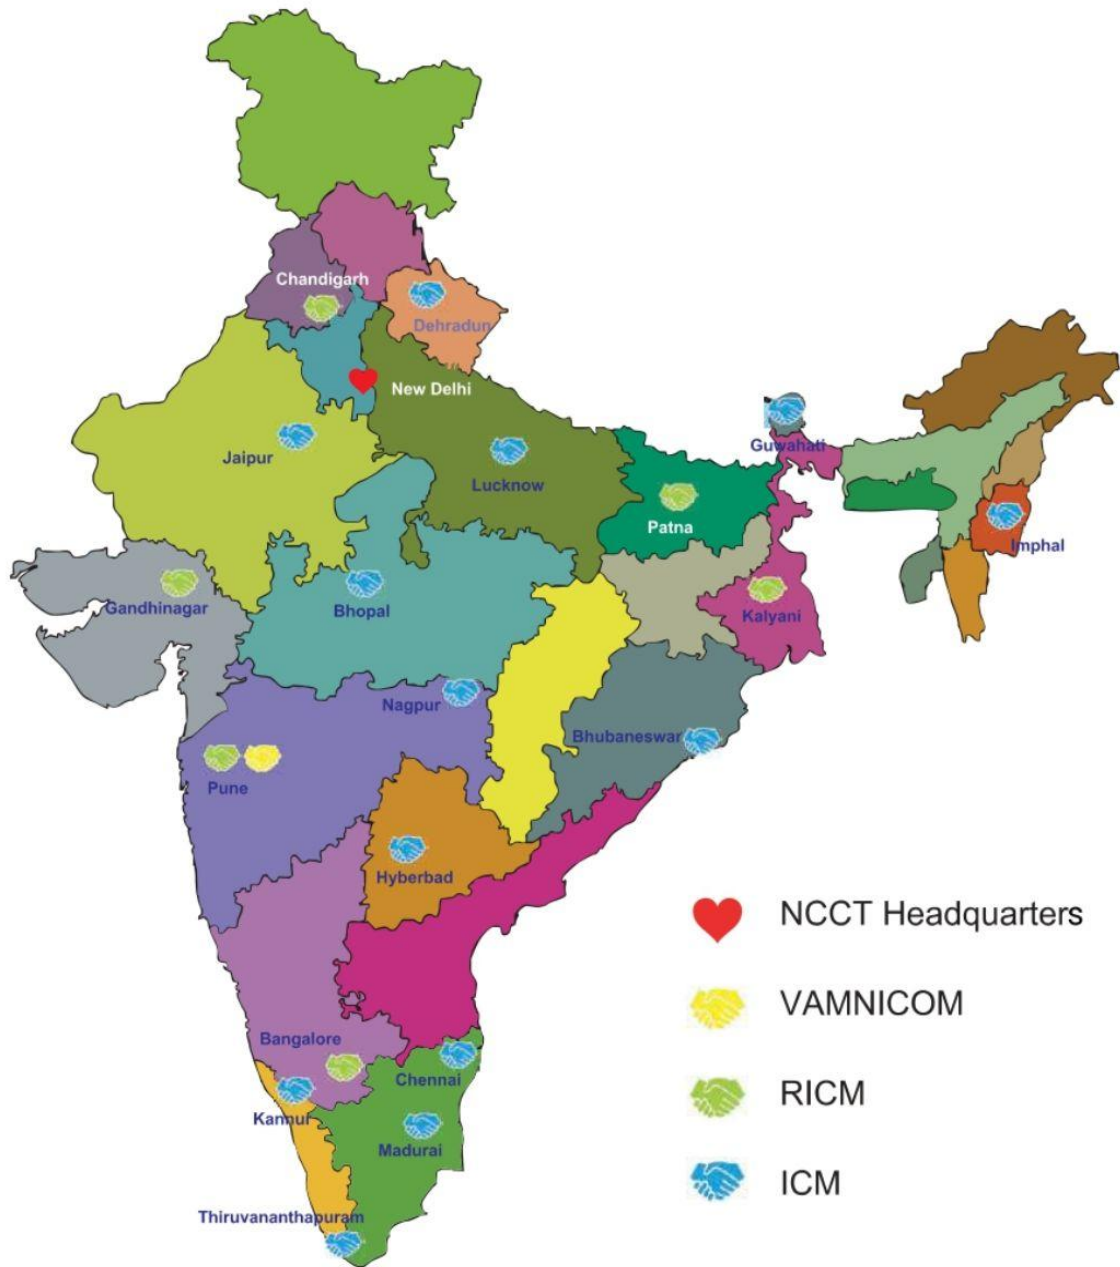 Chandigarh
Dehradun
New Delhi
Jaipur
Lucknow
Guwahati
Patna
Imphal
Gandhinagar
Bhopal
Kalyani
Nagpur
Bhubaneswar
Pune
Hyberbad
NCCT Headquarters
VAMNICOM
Bangalore
Chennai
RICM
Kannul
Madurai
ICM
Thiruvananthapuram